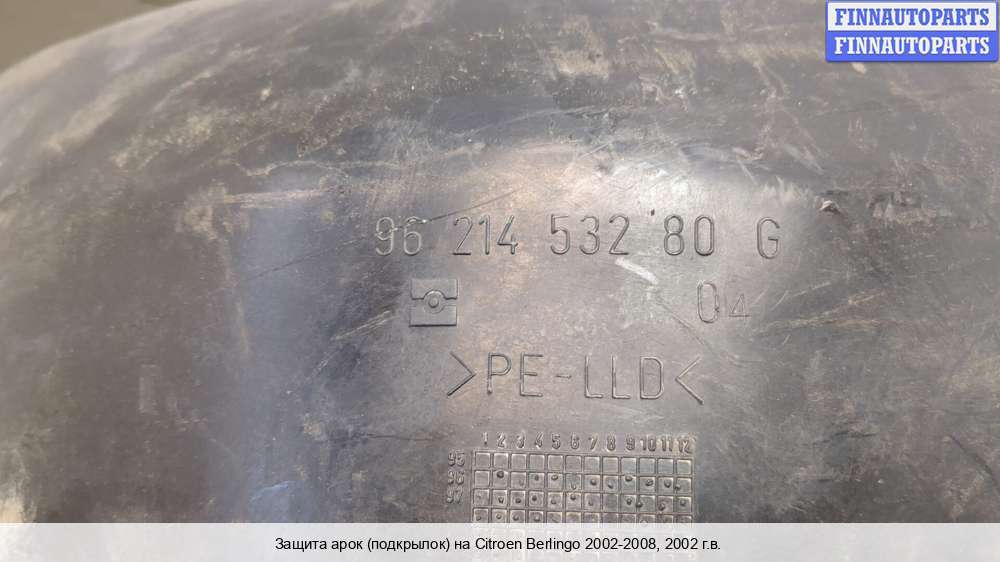 FINNAUTOPARTS
FINNAUTOPARTS
96 214 532 80 G
04
>PE-LLD<
1 2 3 4 5 6 7 8 9 10 11 12
95
96
97
Защита арок (подкрылок) на Citroen Berlingo 2002-2008, 2002 г.в.